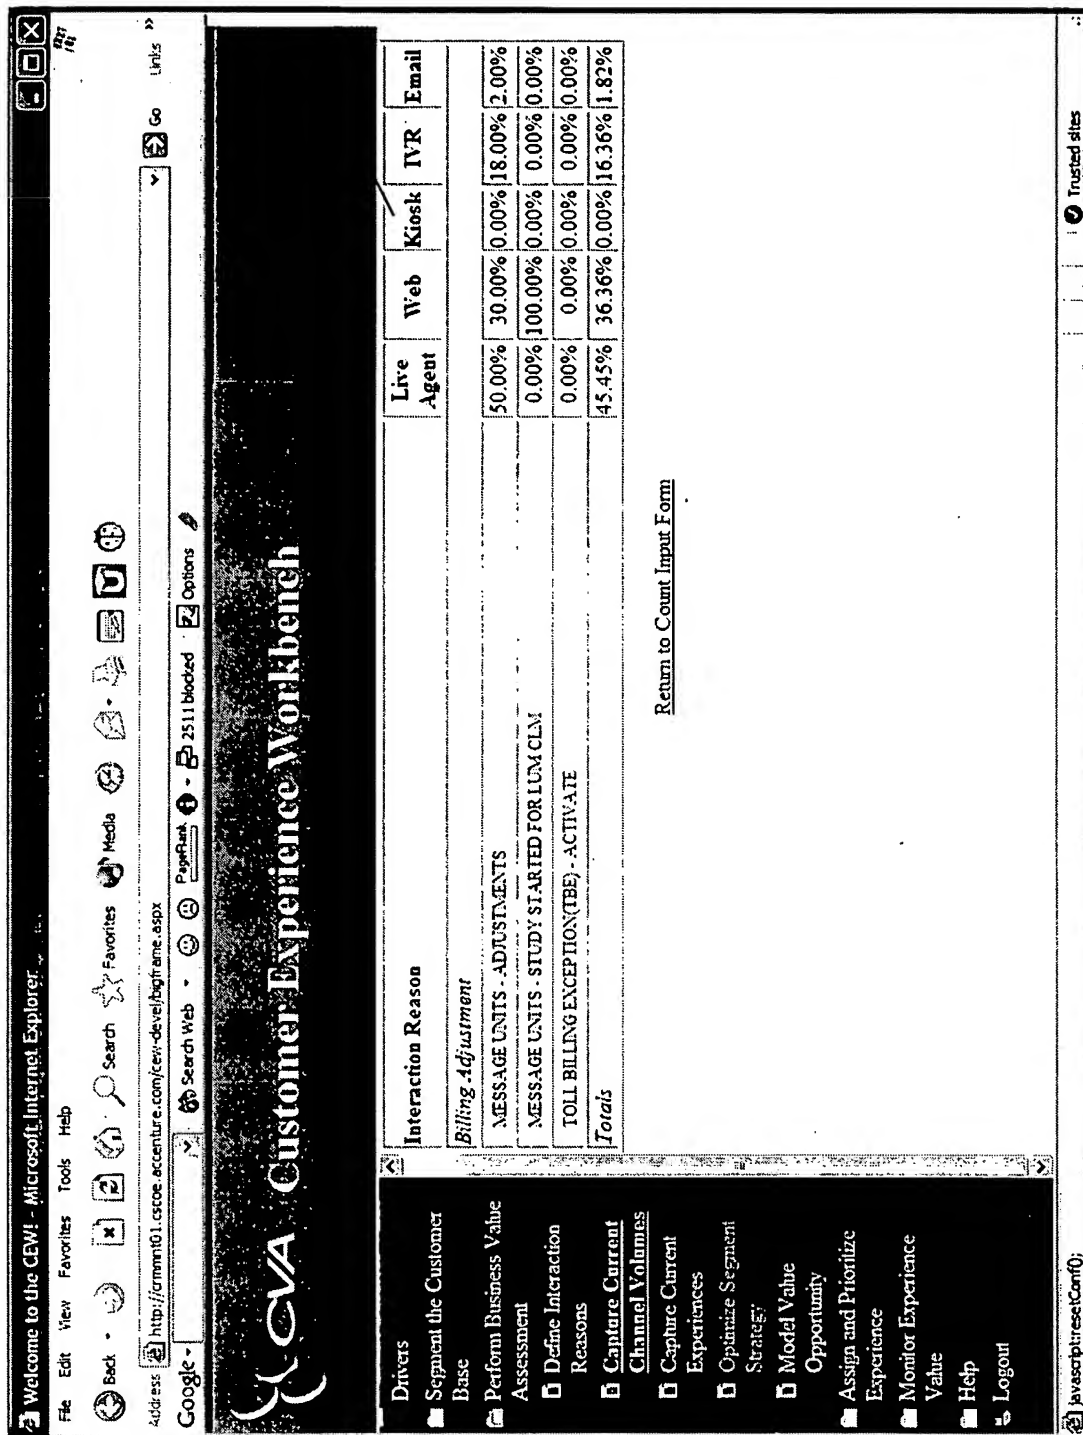 Welcome to the CEW! - Microsoft Internet Explorer
File Edit View Favorites Tools Help
Back Search Favorites Media
Address http://crmmnt01.cscoe.accenture.com/cew-devel/bigframe.aspx Go Links »
Google Search Web PageRank 2511 blocked Options
CVA Customer Experience Workbench
Drivers
Segment the Customer
Base
Perform Business Value
Assessment
Define Interaction
Reasons
Capture Current
Channel Volumes
Capture Current
Experiences
Optimize Segment
Strategy
Model Value
Opportunity
Assign and Prioritize
Experience
Monitor Experience
Value
Help
Logout
Interaction Reason Live Agent Web Kiosk IVR Email
Billing Adjustment
MESSAGE UNITS - ADJUSTMENTS 50.00% 30.00% 0.00% 18.00% 2.00%
MESSAGE UNITS - STUDY STARTED FOR LUM CLM 0.00% 100.00% 0.00% 0.00% 0.00%
TOLL BILLING EXCEPTION(TBE) - ACTIVATE 0.00% 0.00% 0.00% 0.00% 0.00%
Totals 45.45% 36.36% 0.00% 16.36% 1.82%
Return to Count Input Form
javascript:resetConf(); Trusted sites